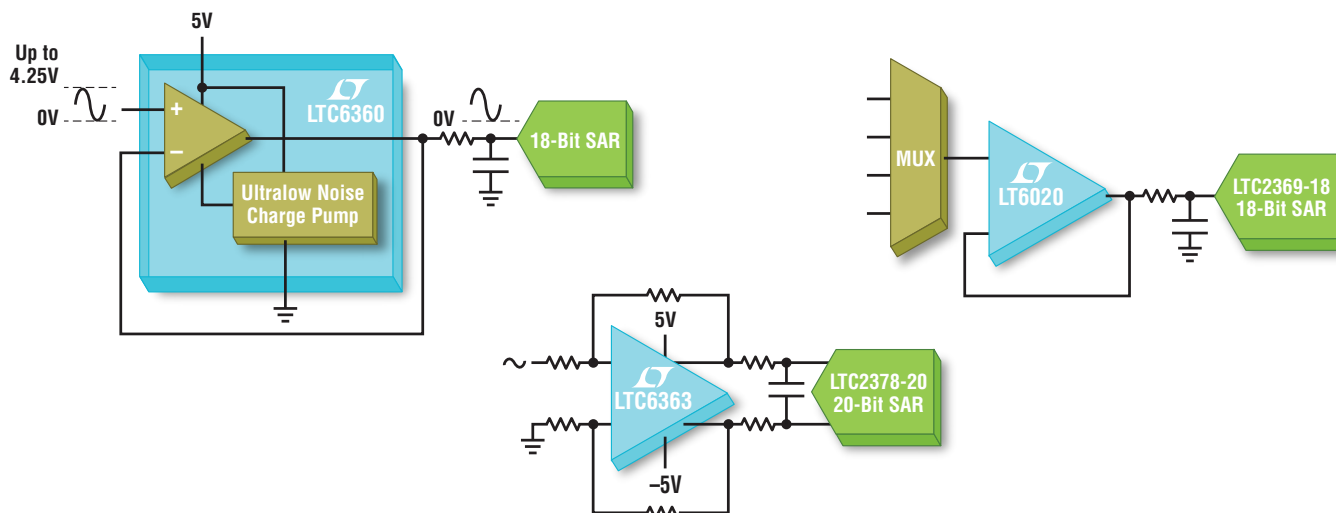 5V
Up to
4.25V
0V
+
–
LTC6360
Ultralow Noise
Charge Pump
0V
18-Bit SAR
MUX
LT6020
LTC2369-18
18-Bit SAR
5V
LTC6363
–5V
LTC2378-20
20-Bit SAR